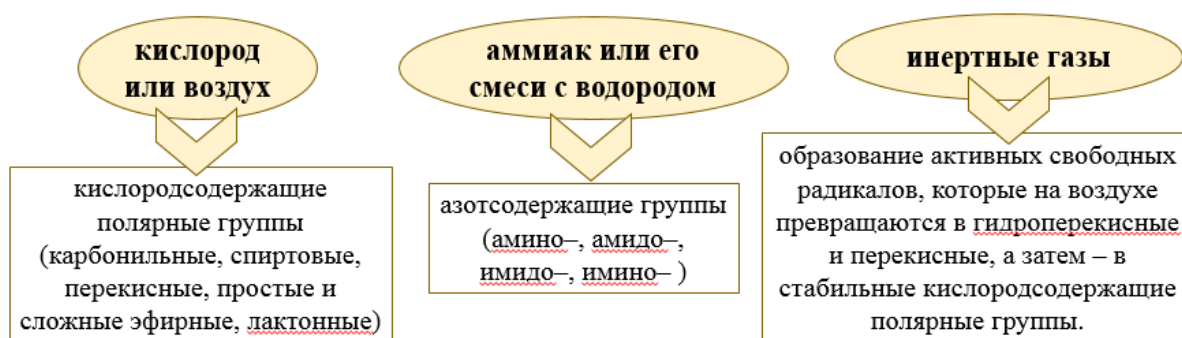 кислород
или воздух
кислородсодержащие
полярные группы
(карбонильные, спиртовые,
перекисные, простые и
сложные эфирные, лактонные)
аммиак или его
смеси с водородом
азотсодержащие группы
(амино–, амидо–,
имидо–, имино– )
инертные газы
образование активных свободных
радикалов, которые на воздухе
превращаются в гидроперекисные
и перекисные, а затем – в
стабильные кислородсодержащие
полярные группы.